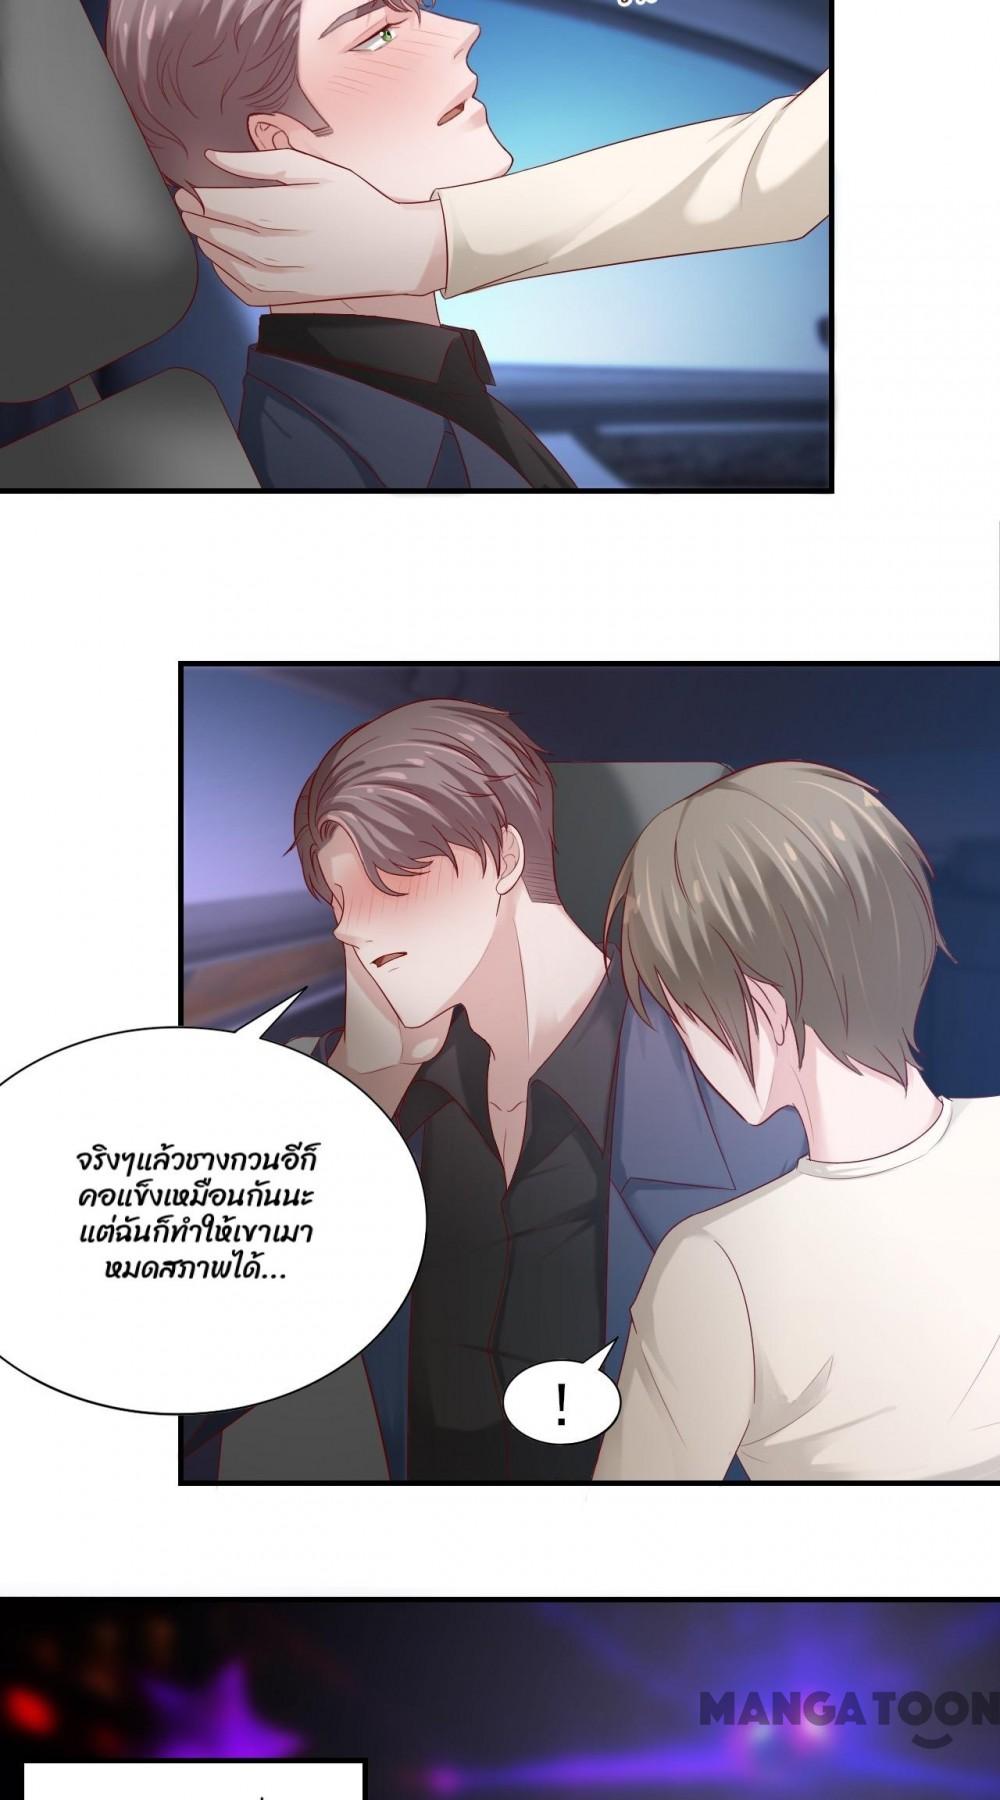 จริงๆแล้วชางกวนอีก็
คอแข็งเหมือนกันนะ
แต่ฉันก็ทำให้เขาเมา
หมดสภาพได้...
!
MANGATOON